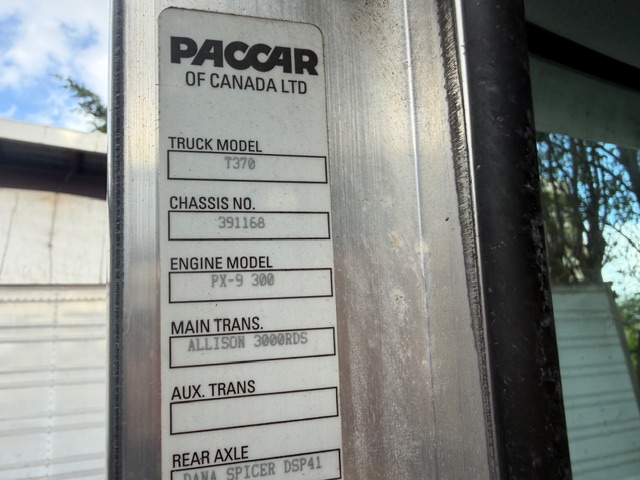 PACCAR
OF CANADA LTD
TRUCK MODEL
T370
CHASSIS NO.
391168
ENGINE MODEL
PX-9 300
MAIN TRANS.
ALLISON 3000RDS
AUX. TRANS
REAR AXLE
DANA SPICER DSP41